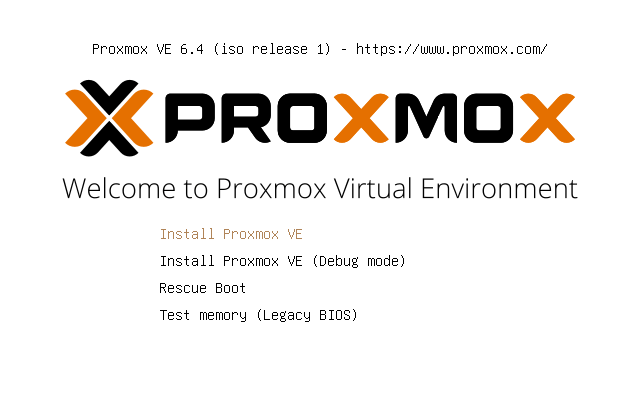 Proxmox VE 6.4 (iso release 1) - https://www.proxmox.com/
PROXMOX
Welcome to Proxmox Virtual Environment
Install Proxmox VE
Install Proxmox VE (Debug mode)
Rescue Boot
Test memory (Legacy BIOS)